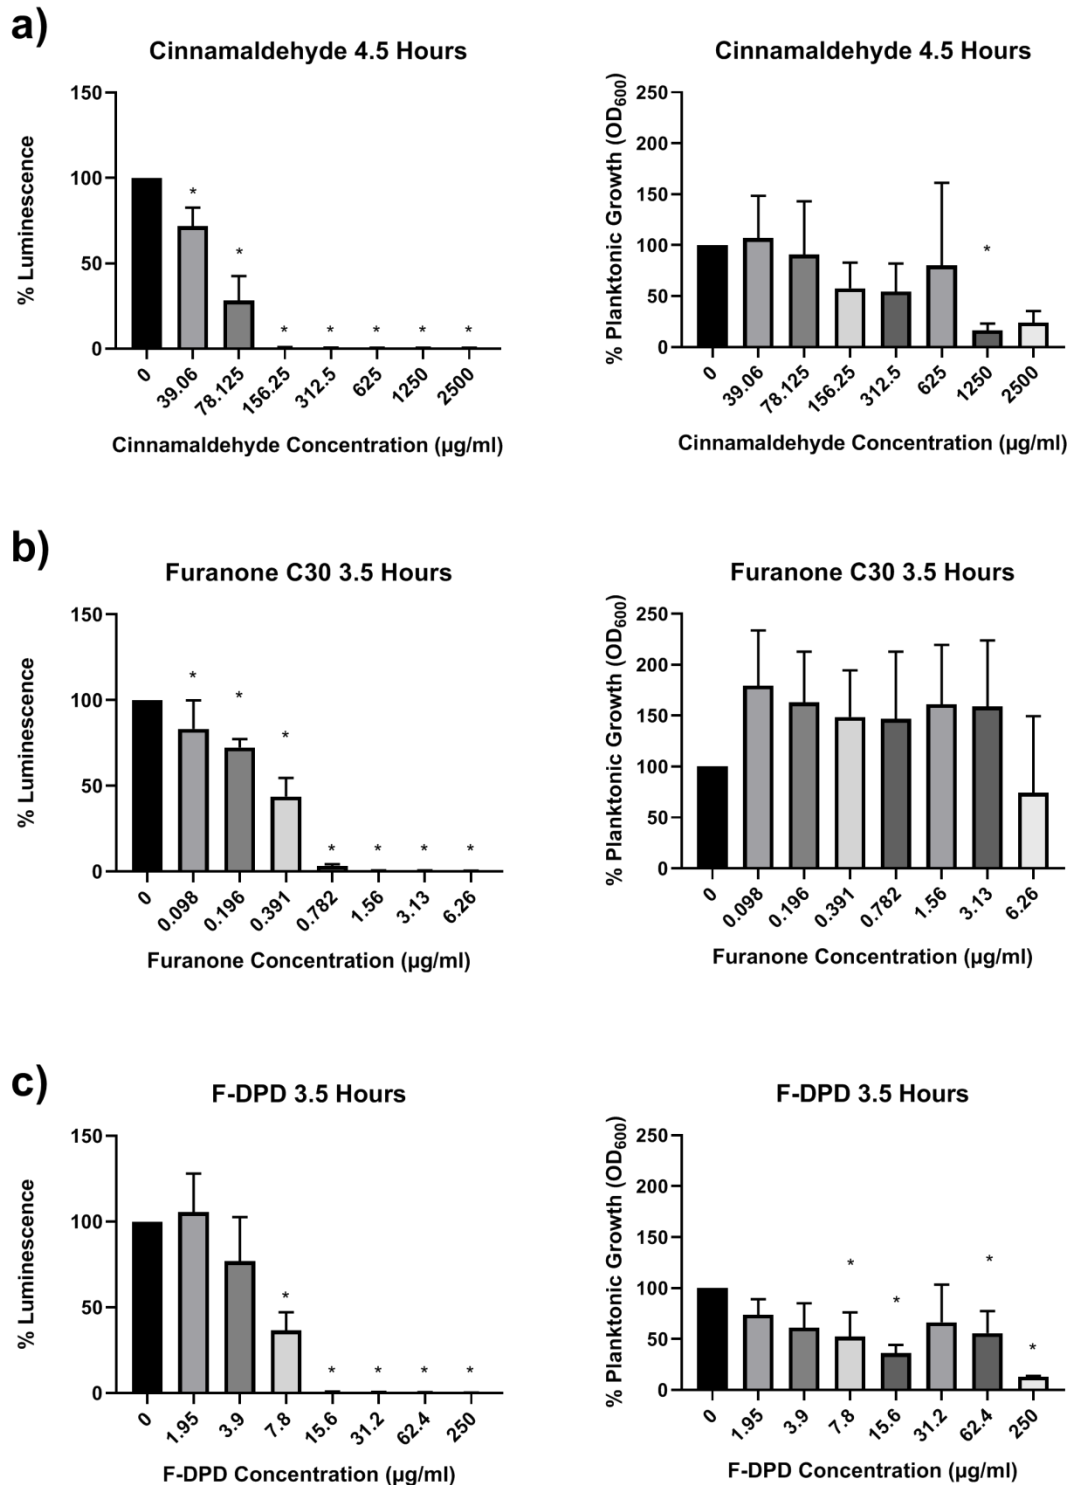 a)
Cinnamaldehyde 4.5 Hours
% Luminescence
150
100
50
0
* * * * * * *
0 39.06 78.125 156.25 312.5 625 1250 2500
Cinnamaldehyde Concentration (µg/ml)
Cinnamaldehyde 4.5 Hours
% Planktonic Growth (OD600)
250
200
150
100
50
0
*
0 39.06 78.125 156.25 312.5 625 1250 2500
Cinnamaldehyde Concentration (µg/ml)
b)
Furanone C30 3.5 Hours
% Luminescence
150
100
50
0
* * * * * * *
0 0.098 0.196 0.391 0.782 1.56 3.13 6.26
Furanone Concentration (µg/ml)
Furanone C30 3.5 Hours
% Planktonic Growth (OD600)
250
200
150
100
50
0
0 0.098 0.196 0.391 0.782 1.56 3.13 6.26
Furanone Concentration (µg/ml)
c)
F-DPD 3.5 Hours
% Luminescence
150
100
50
0
* * * * *
0 1.95 3.9 7.8 15.6 31.2 62.4 250
F-DPD Concentration (µg/ml)
F-DPD 3.5 Hours
% Planktonic Growth (OD600)
250
200
150
100
50
0
* * * *
0 1.95 3.9 7.8 15.6 31.2 62.4 250
F-DPD Concentration (µg/ml)